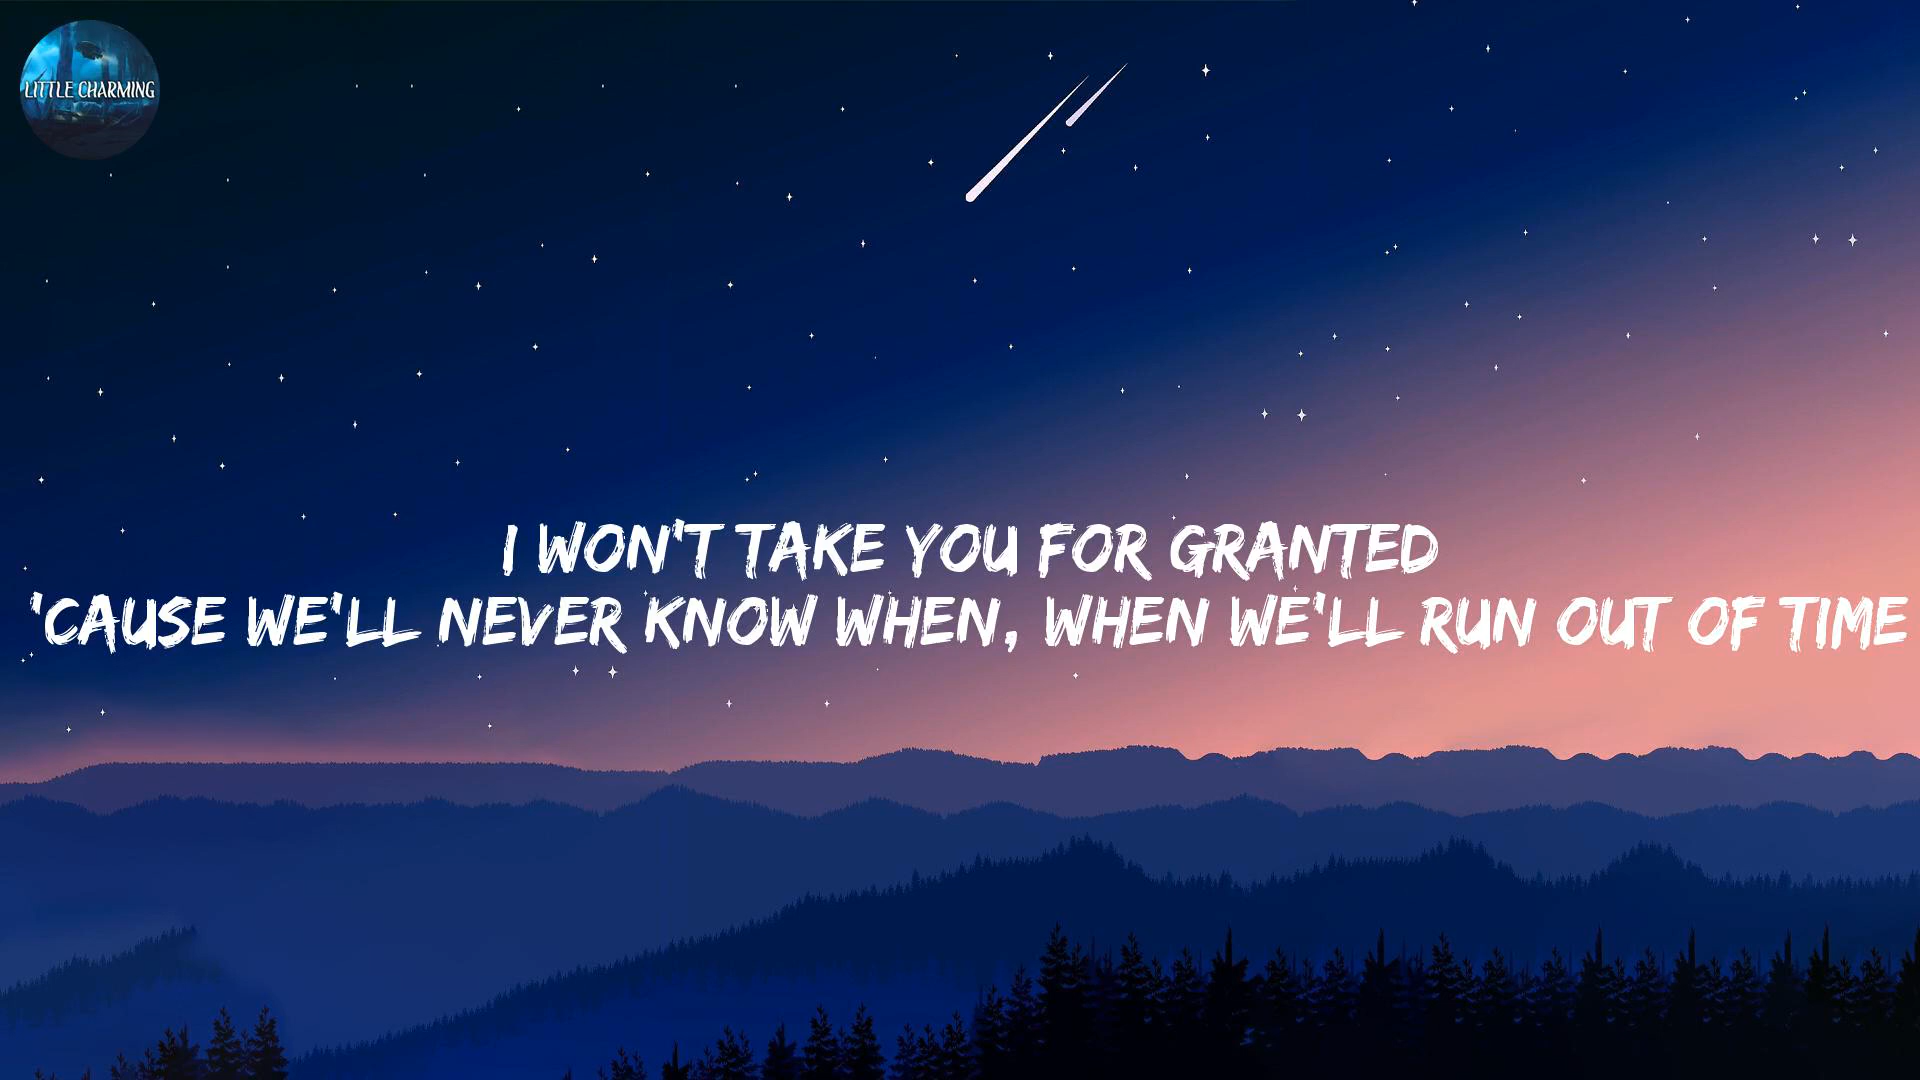 LITTLE CHARMING
I WON'T TAKE YOU FOR GRANTED
'CAUSE WE'LL NEVER KNOW WHEN, WHEN WE'LL RUN OUT OF TIME